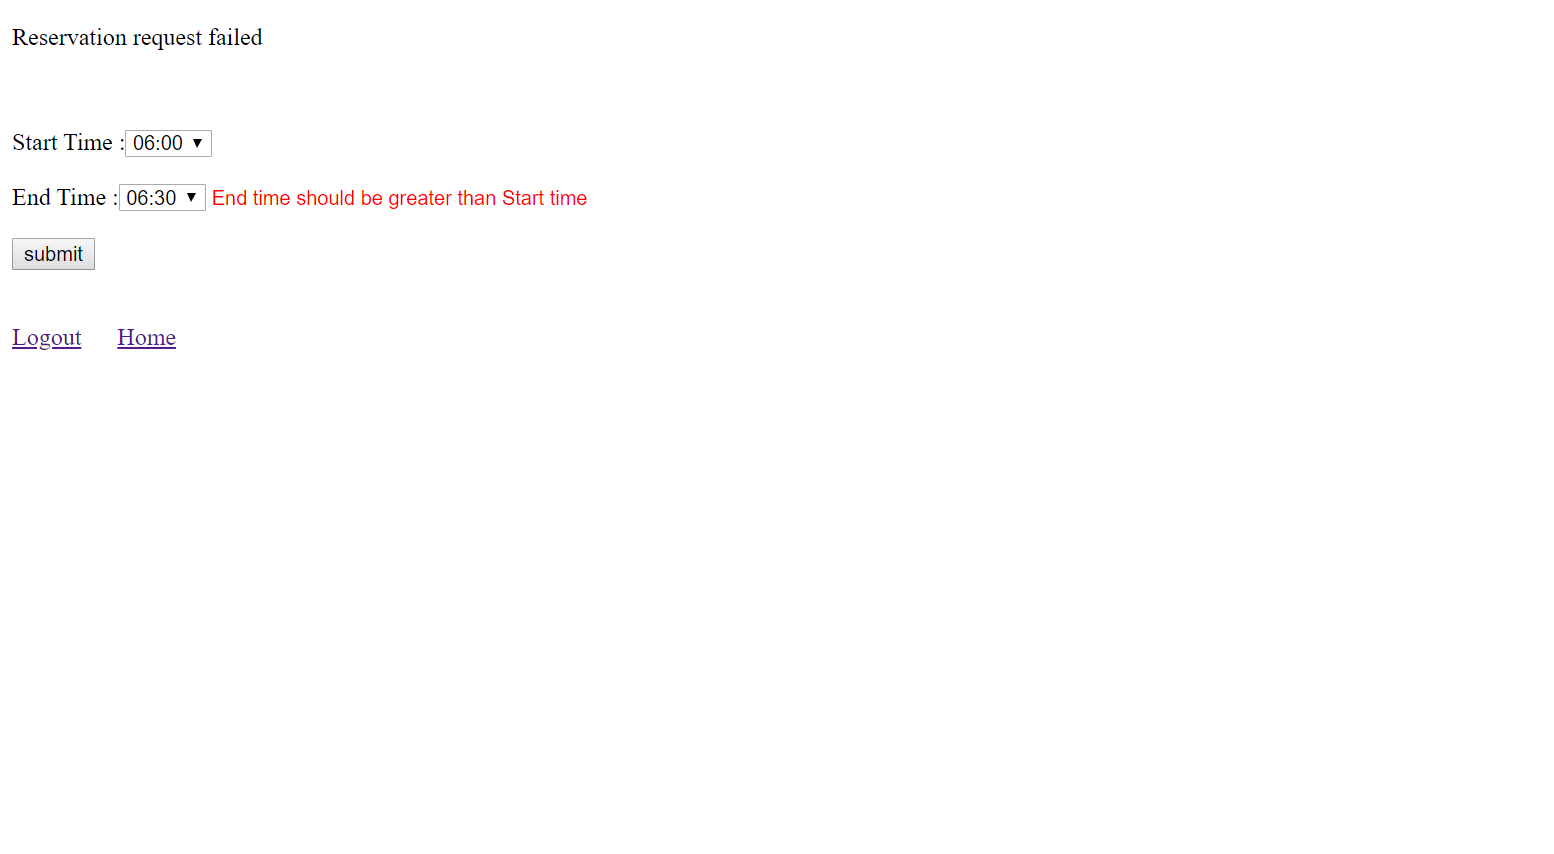 Reservation request failed
Start Time : 06:00
End Time : 06:30 End time should be greater than Start time
submit
Logout Home